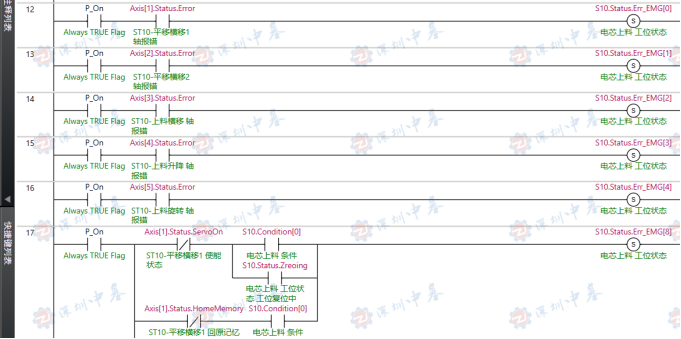 注释列表
快捷键列表
12
P_On
Axis[1].Status.Error
S10.Status.Err_EMG[0]
S
Always TRUE Flag
ST10-平移横移1
轴报错
电芯上料 工位状态
13
P_On
Axis[2].Status.Error
S10.Status.Err_EMG[1]
S
Always TRUE Flag
ST10-平移横移2
轴报错
电芯上料 工位状态
14
P_On
Axis[3].Status.Error
S10.Status.Err_EMG[2]
S
Always TRUE Flag
ST10-上料横移 轴
报错
电芯上料 工位状态
15
P_On
Axis[4].Status.Error
S10.Status.Err_EMG[3]
S
Always TRUE Flag
ST10-上料升降 轴
报错
电芯上料 工位状态
16
P_On
Axis[5].Status.Error
S10.Status.Err_EMG[4]
S
Always TRUE Flag
ST10-上料旋转 轴
报错
电芯上料 工位状态
17
P_On
Axis[1].Status.ServoOn
S10.Condition[0]
S10.Status.Err_EMG[8]
S
Always TRUE Flag
ST10-平移横移1 使能
状态
电芯上料 条件
电芯上料 工位状态
S10.Status.Zreoing
电芯上料 工位状
态 工位复位中
Axis[1].Status.HomeMemory
S10.Condition[0]
ST10-平移横移1 回原记忆
电芯上料 条件